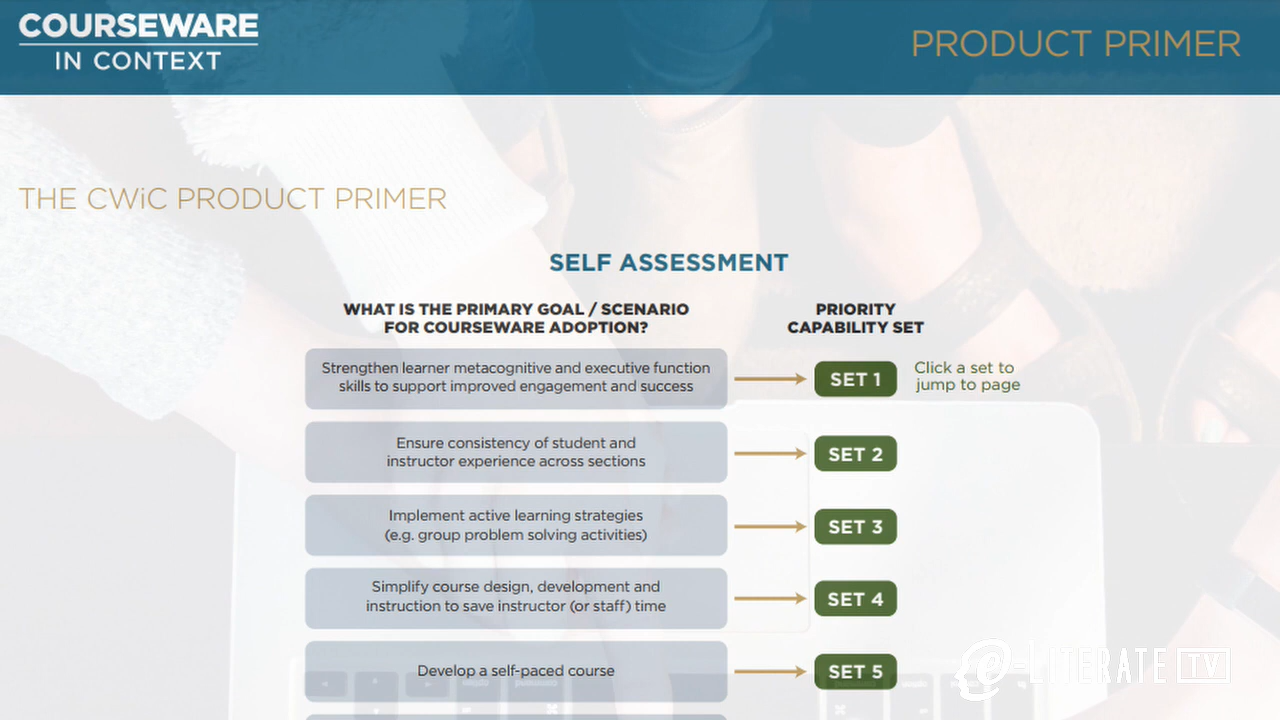 COURSEWARE
IN CONTEXT
PRODUCT PRIMER
THE CWiC PRODUCT PRIMER
SELF ASSESSMENT
WHAT IS THE PRIMARY GOAL / SCENARIO
FOR COURSEWARE ADOPTION?
PRIORITY
CAPABILITY SET
Strengthen learner metacognitive and executive function
skills to support improved engagement and success
SET 1
Click a set to
jump to page
Ensure consistency of student and
instructor experience across sections
SET 2
Implement active learning strategies
(e.g. group problem solving activities)
SET 3
Simplify course design, development and
instruction to save instructor (or staff) time
SET 4
Develop a self-paced course
SET 5
e-LITERATE TV